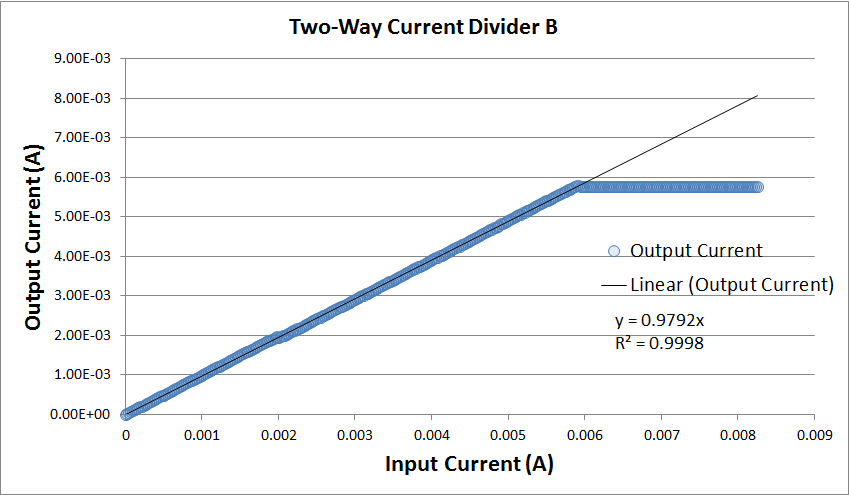 Two-Way Current Divider B
9.00E-03
8.00E-03
7.00E-03
6.00E-03
5.00E-03
4.00E-03
3.00E-03
2.00E-03
1.00E-03
0.00E+00
Output Current (A)
0 0.001 0.002 0.003 0.004 0.005 0.006 0.007 0.008 0.009
Input Current (A)
Output Current
Linear (Output Current)
y = 0.9792x
R² = 0.9998